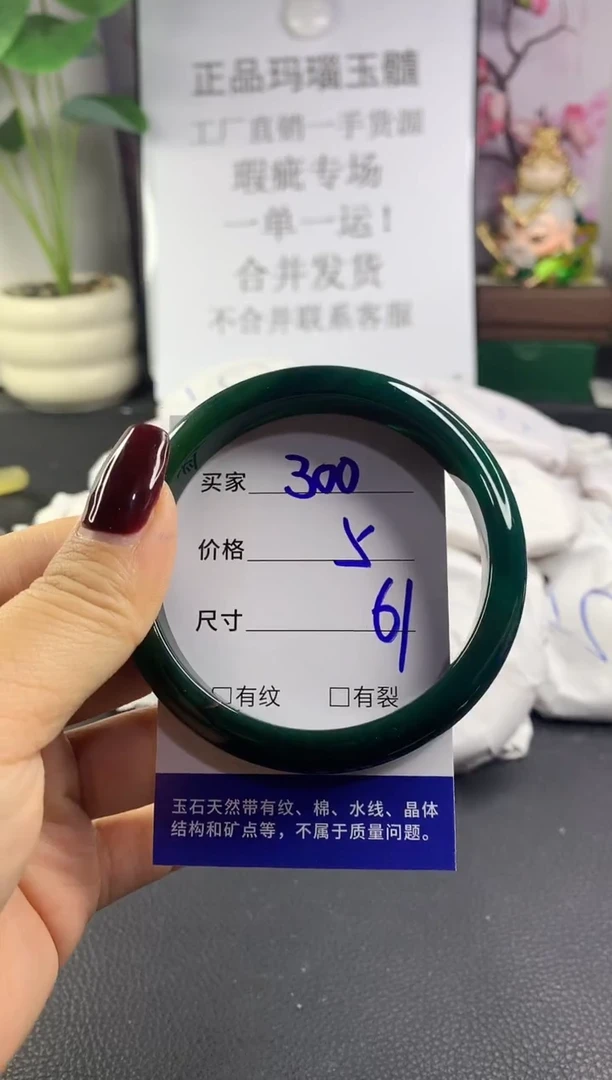 正品玛瑙玉髓
工厂直销一手货源
瑕疵专场
一单一运!
合并发货
不合并联系客服
买家 300
价格 5
尺寸 61
□有纹 □有裂
玉石天然带有纹、棉、水线、晶体
结构和矿点等，不属于质量问题。